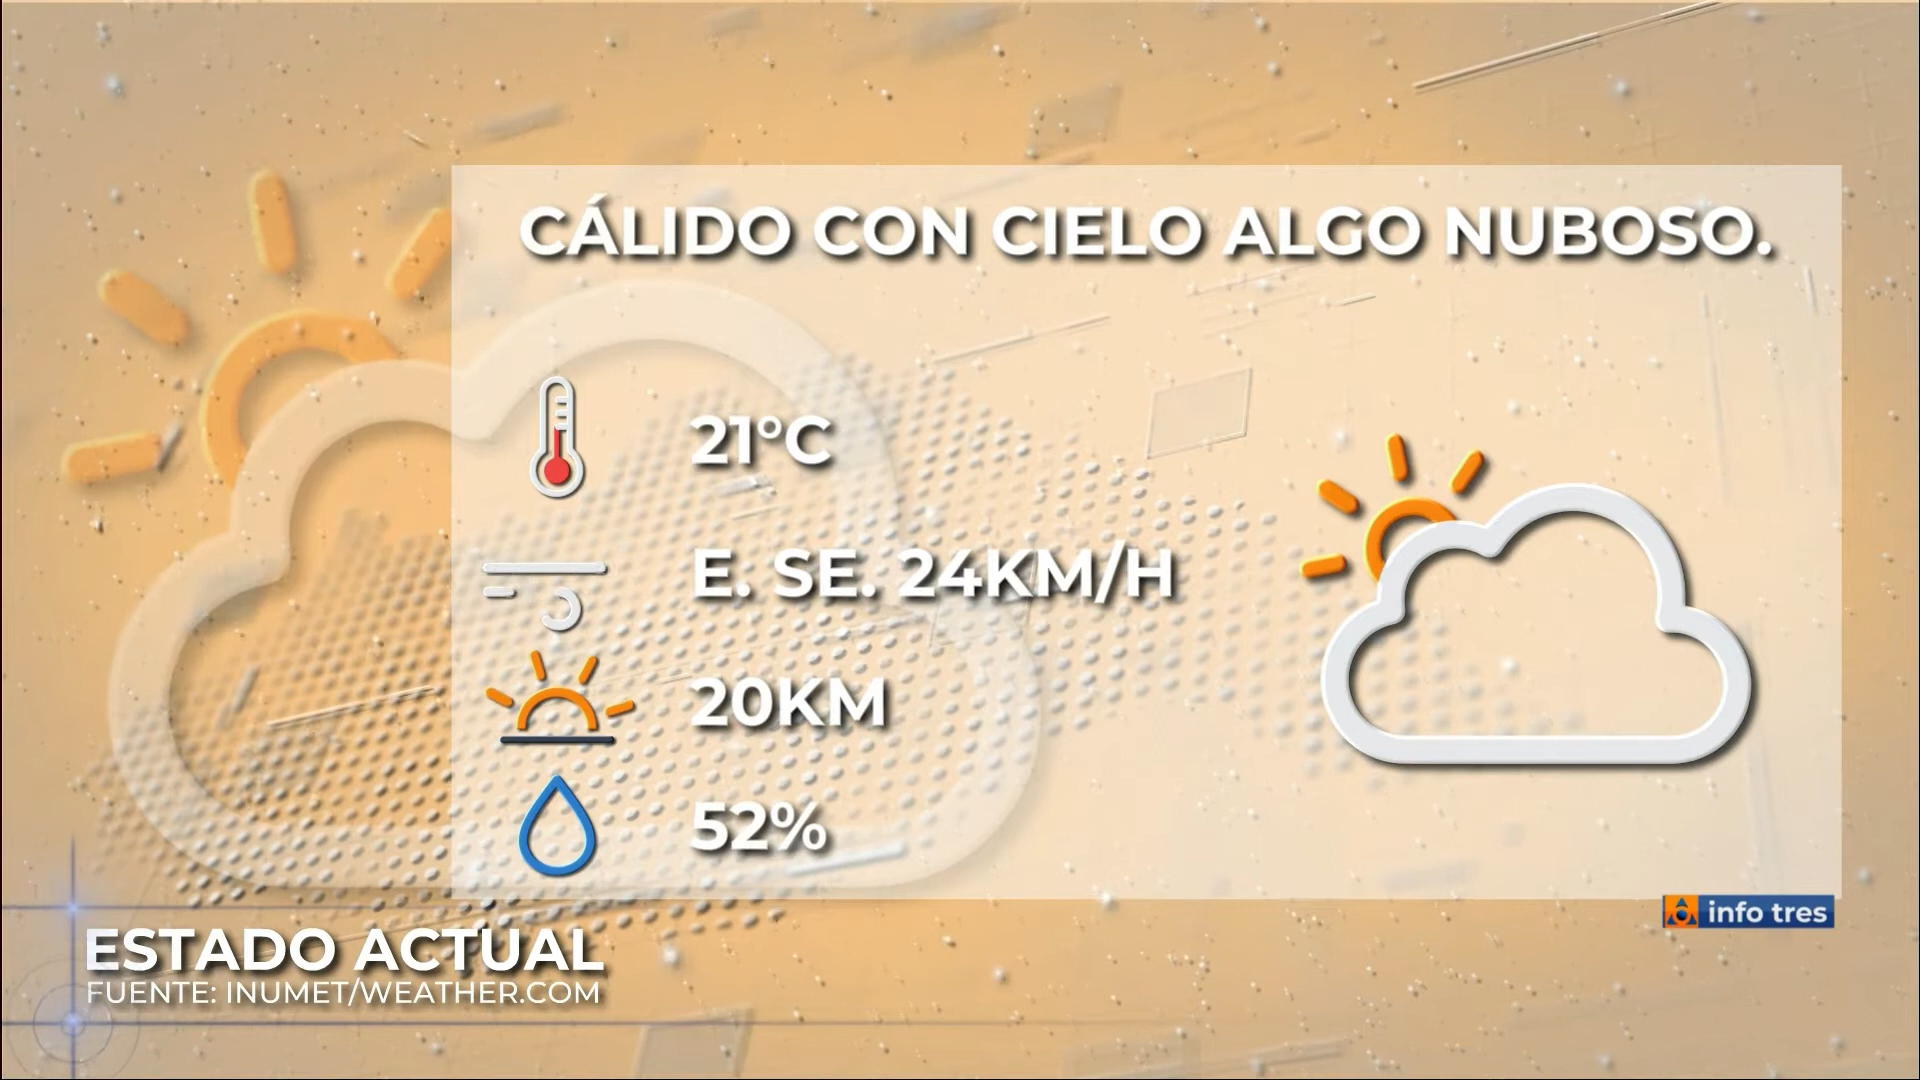 CÁLIDO CON CIELO ALGO NUBOSO.
21°C
E. SE. 24KM/H
20KM
52%
info tres
ESTADO ACTUAL
FUENTE: INUMET/WEATHER.COM